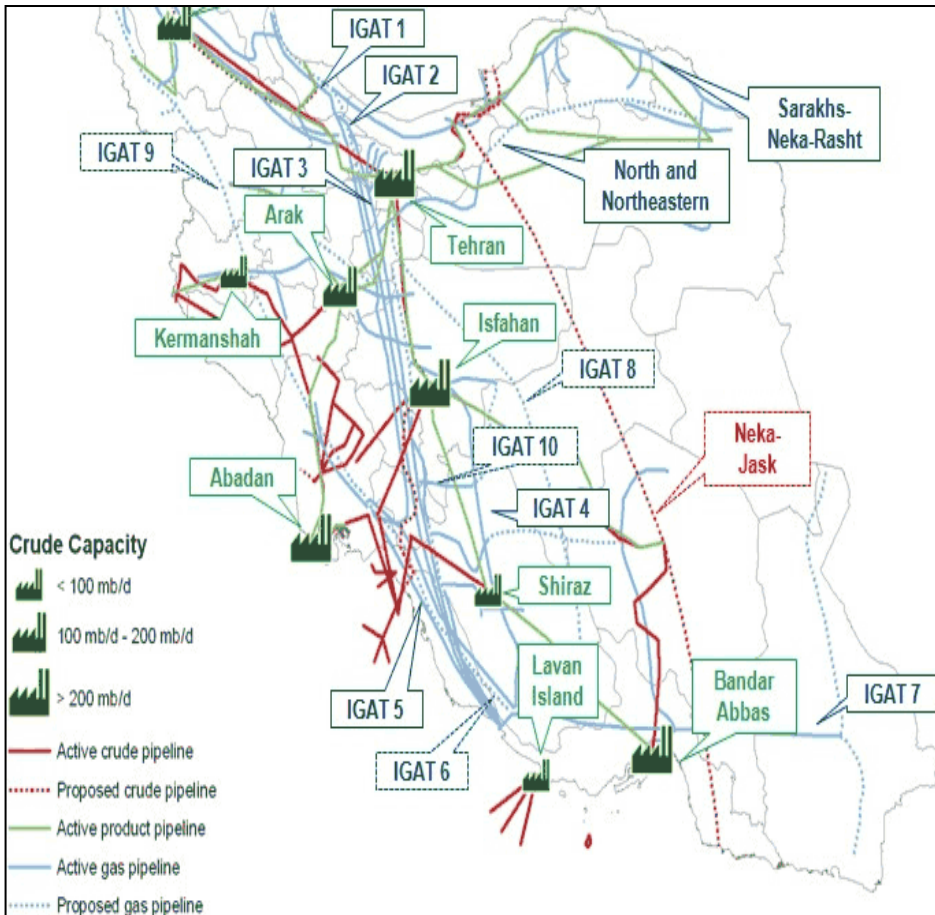 IGAT 1
IGAT 2
Sarakhs-
Neka-Rasht
IGAT 9
IGAT 3
North and
Northeastern
Arak
Tehran
Kermanshah
Isfahan
IGAT 8
Neka-
Jask
IGAT 10
Abadan
IGAT 4
Crude Capacity
< 100 mb/d
Shiraz
100 mb/d - 200 mb/d
Lavan
Island
Bandar
Abbas
> 200 mb/d
IGAT 5
IGAT 7
IGAT 6
Active crude pipeline
Proposed crude pipeline
Active product pipeline
Active gas pipeline
Proposed gas pipeline